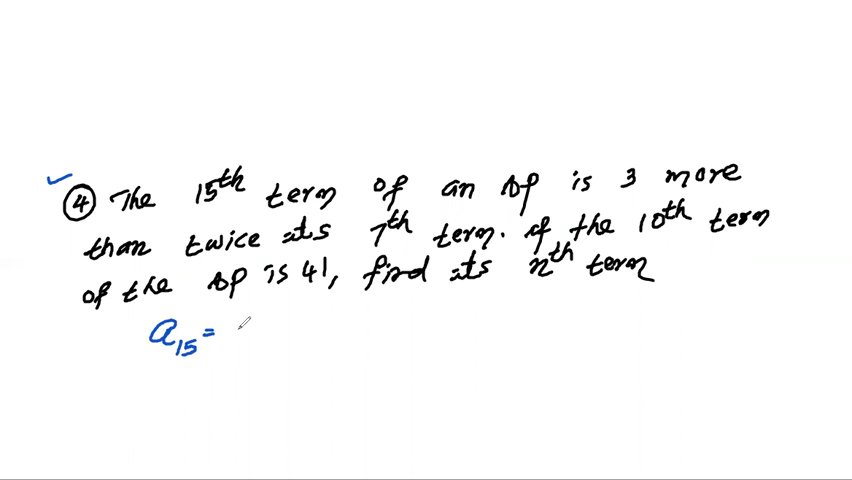 ④ The 15th term of an AP is 3 more
than twice its 7th term. if the 10th term
of the AP is 41, find its nth term
a₁₅ =